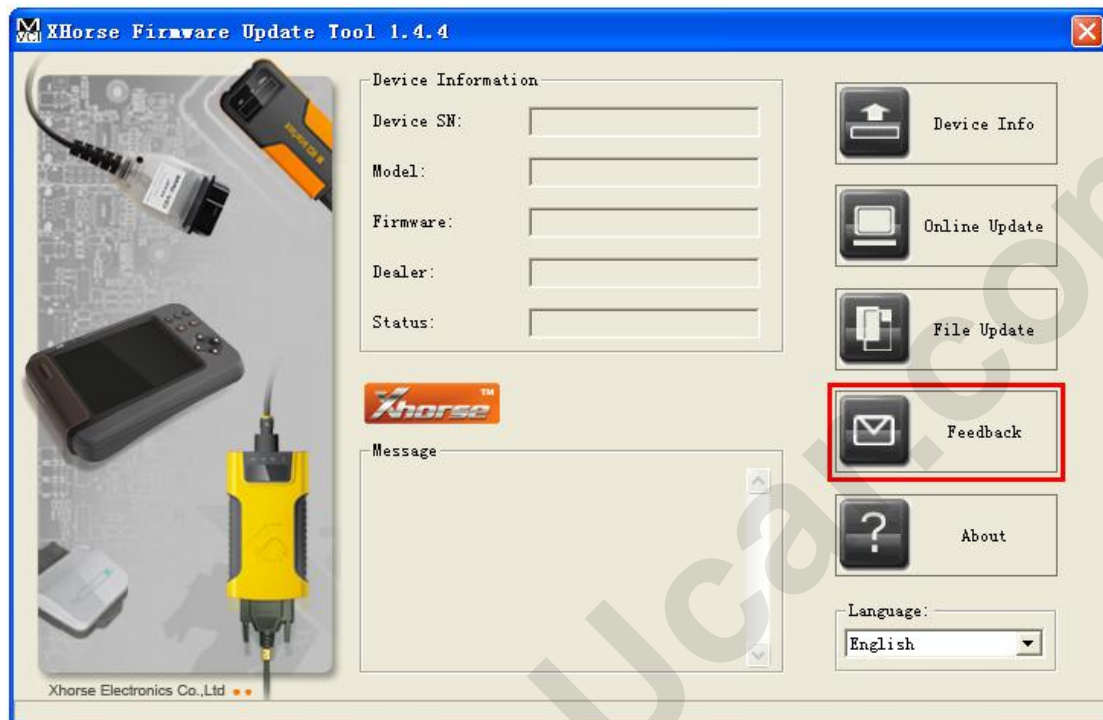 XHorse Firmware Update Tool 1.4.4
Device Information
Device SN:
Model:
Firmware:
Dealer:
Status:
Xhorse™
Message
Device Info
Online Update
File Update
Feedback
? About
Language:
English
Xhorse Electronics Co.,Ltd